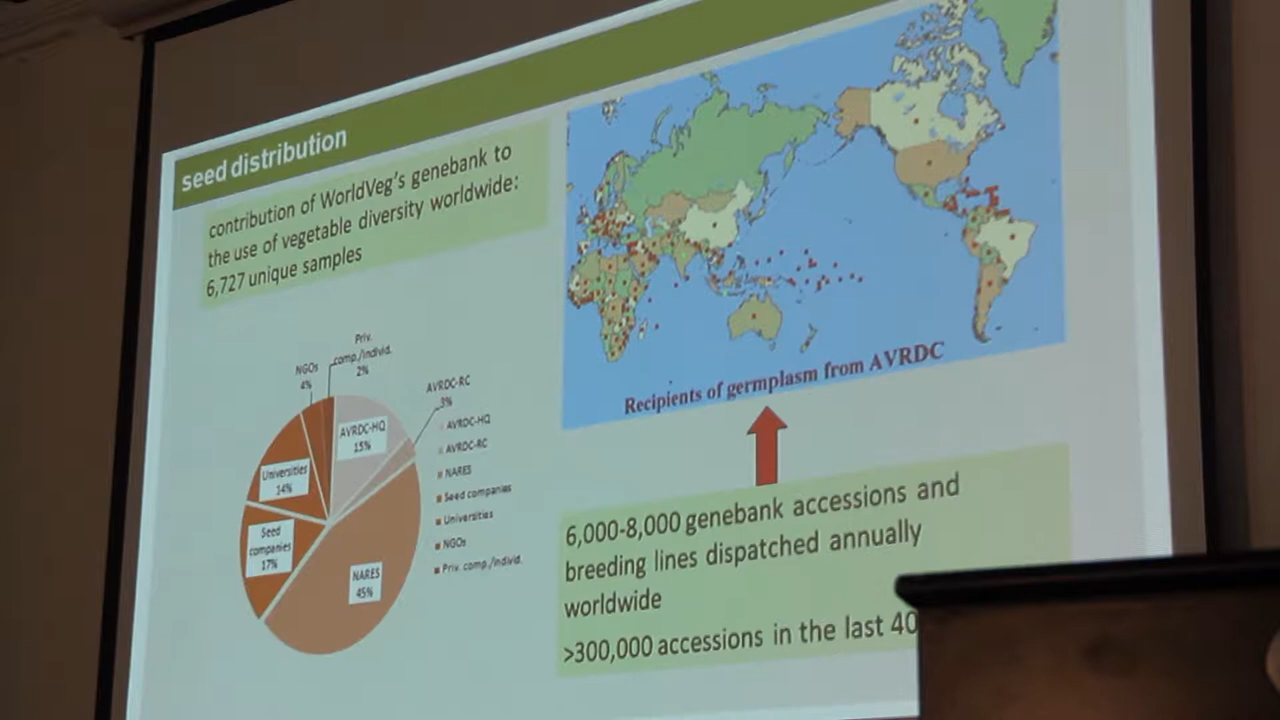 seed distribution
contribution of WorldVeg's genebank to
the use of vegetable diversity worldwide:
6,727 unique samples
Recipients of germplasm from AVRDC
Priv.
comp./individ.
2%
NGOs
4%
AVRDC-RC
3%
AVRDC-HQ
15%
Universities
14%
Seed
companies
17%
NARES
45%
AVRDC-HQ
AVRDC-RC
NARES
Seed companies
Universities
NGOs
Priv. comp./individ.
6,000-8,000 genebank accessions and
breeding lines dispatched annually
worldwide
>300,000 accessions in the last 40